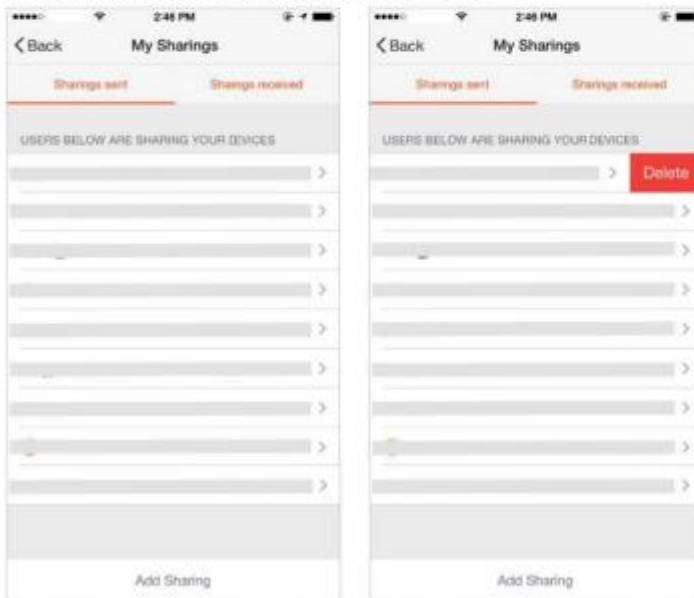 2:46 PM
Back My Sharings
Sharings sent Sharings received
USERS BELOW ARE SHARING YOUR DEVICES
Add Sharing
2:46 PM
Back My Sharings
Sharings sent Sharings received
USERS BELOW ARE SHARING YOUR DEVICES
Delete
Add Sharing